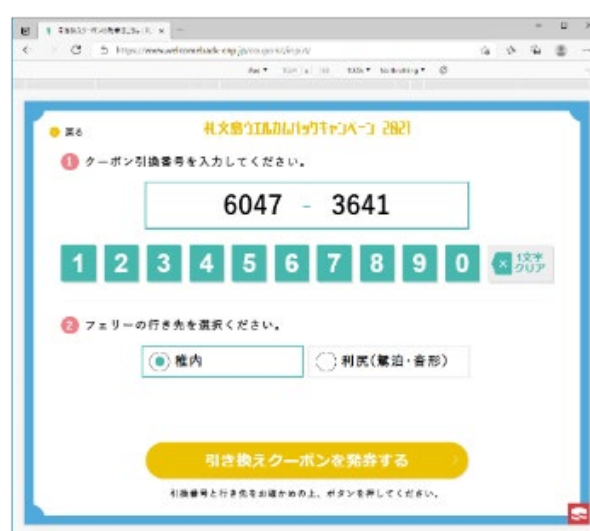 戻る
礼文島ウエルカムバックキャンペーン 2021
1 クーポン引換番号を入力してください。
6047 - 3641
1 2 3 4 5 6 7 8 9 0 × 1文字
クリア
2 フェリーの行き先を選択ください。
稚内 利尻(鴛泊・沓形)
引き換えクーポンを発券する
引換番号と行き先をお確かめの上、ボタンを押してください。